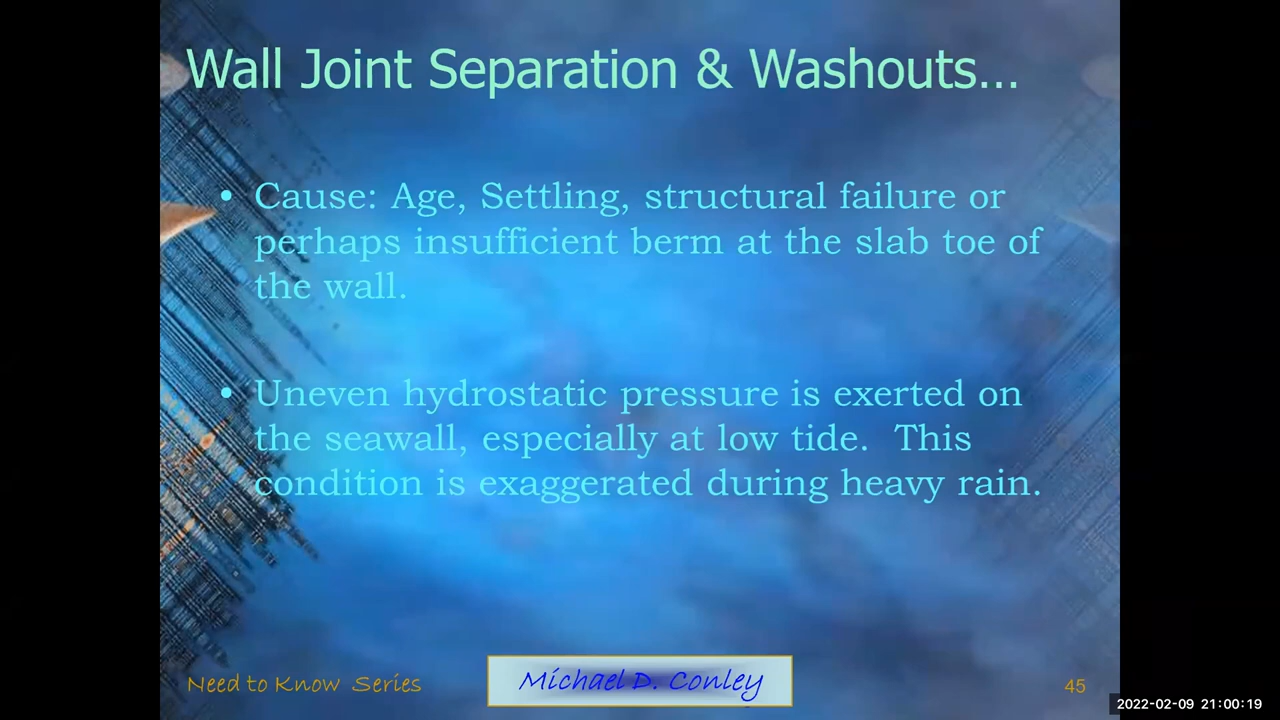 Wall Joint Separation & Washouts...
• Cause: Age, Settling, structural failure or
perhaps insufficient berm at the slab toe of
the wall.
• Uneven hydrostatic pressure is exerted on
the seawall, especially at low tide.  This
condition is exaggerated during heavy rain.
Need to Know Series
Michael D. Conley
45
2022-02-09 21:00:19